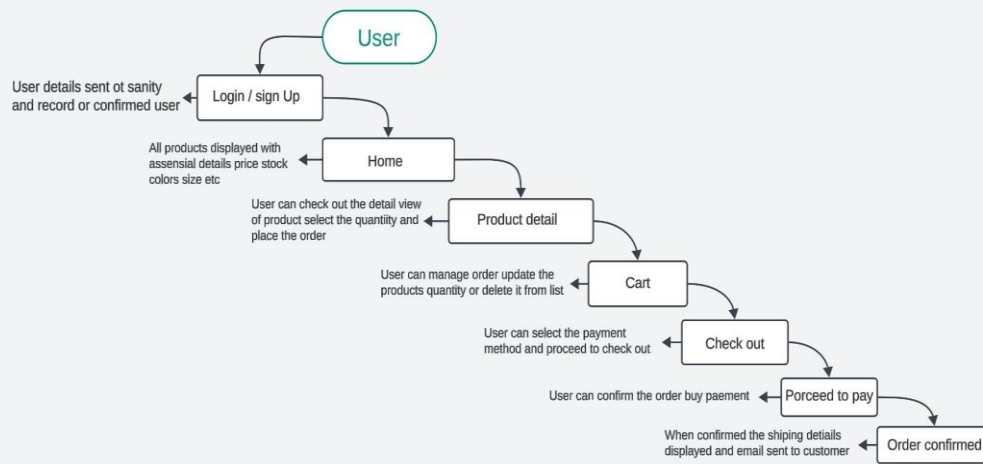 User
User details sent ot sanity
and record or confirmed user
Login / sign Up
All products displayed with
assensial details price stock
colors size etc
Home
User can check out the detail view
of product select the quantiity and
place the order
Product detail
User can manage order update the
products quantity or delete it from list
Cart
User can select the payment
method and proceed to check out
Check out
User can confirm the order buy paement
Porceed to pay
When confirmed the shiping detiails
displayed and email sent to customer
Order confirmed